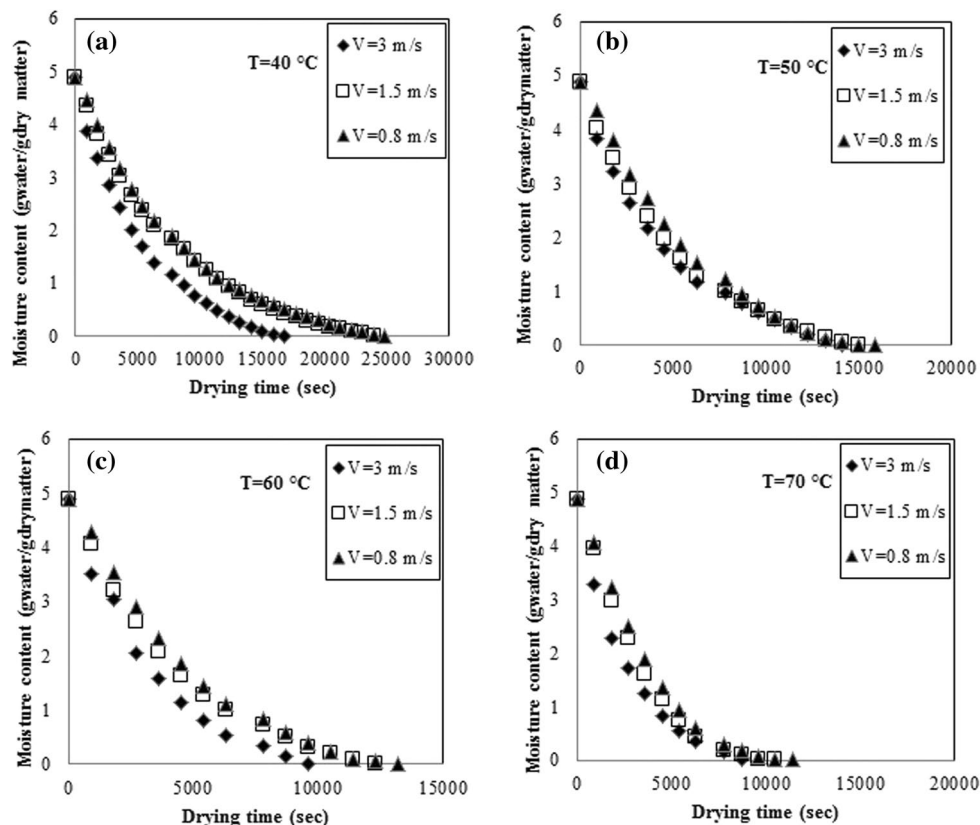 (a)
T=40 °C
V=3 m/s
V=1.5 m/s
V=0.8 m/s
Moisture content (gwater/gdry matter)
6
5
4
3
2
1
0
0 5000 10000 15000 20000 25000 30000
Drying time (sec)
(b)
T=50 °C
V=3 m/s
V=1.5 m/s
V=0.8 m/s
Moisture content (gwater/gdrymatter)
6
5
4
3
2
1
0
0 5000 10000 15000 20000
Drying time (sec)
(c)
T=60 °C
V=3 m/s
V=1.5 m/s
V=0.8 m/s
Moisture content (gwater/gdrymatter)
6
5
4
3
2
1
0
0 5000 10000 15000
Drying time (sec)
(d)
T=70 °C
V=3 m/s
V=1.5 m/s
V=0.8 m/s
Moisture content (gwater/gdrymatter)
6
5
4
3
2
1
0
0 5000 10000 15000 20000
Drying time (sec)